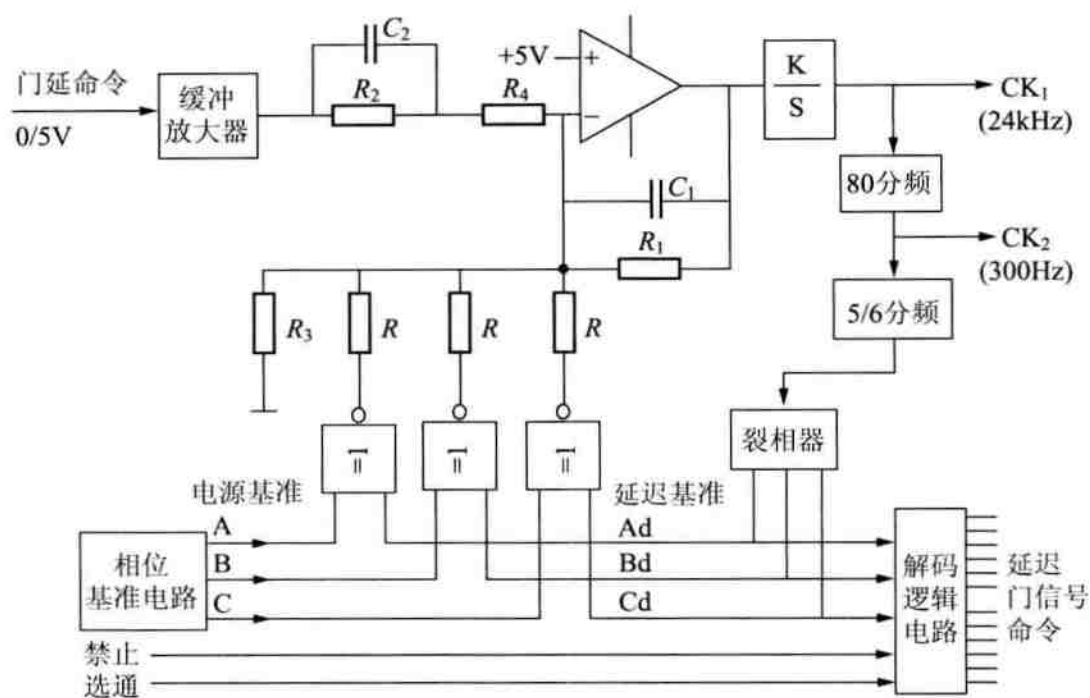 C₂
+5V
+
−
K
S
门延命令
0/5V
缓冲
放大器
R₂
R₄
CK₁
(24kHz)
80分频
C₁
R₁
CK₂
(300Hz)
5/6分频
R₃
R
R
R
裂相器
=1
=1
=1
电源基准
延迟基准
A
Ad
B
Bd
C
Cd
相位
基准电路
解码
逻辑
电路
延迟
门信号
命令
禁止
选通